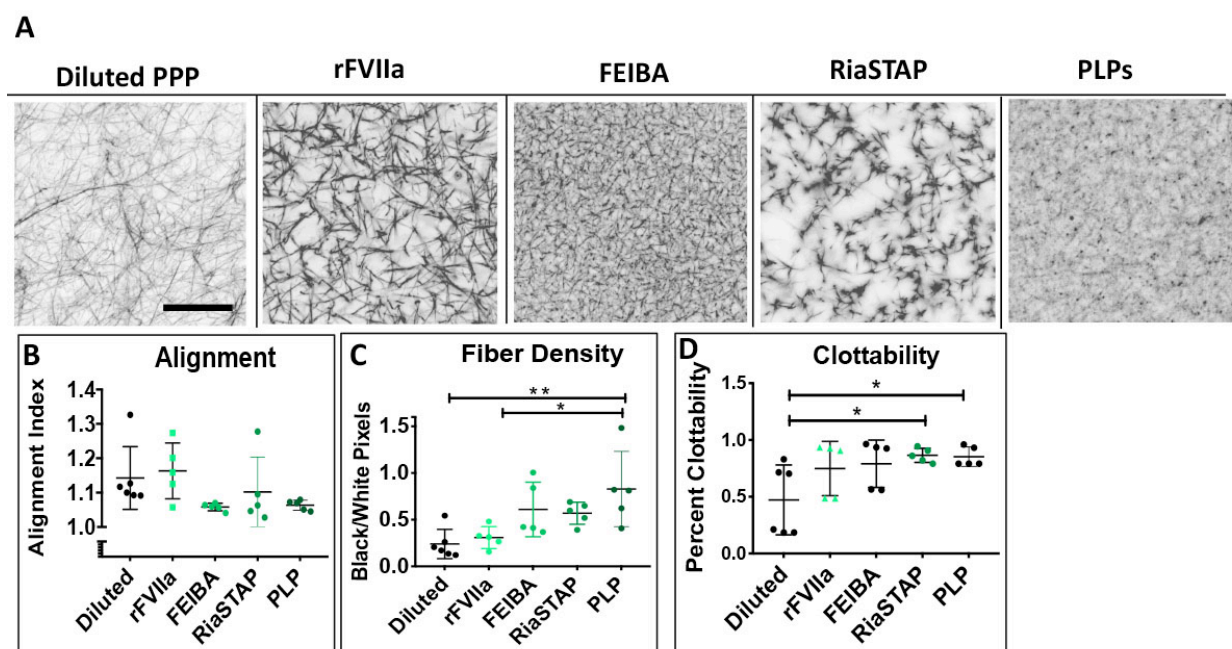 A
Diluted PPP rFVIIa FEIBA RiaSTAP PLPs
B Alignment
Alignment Index
1.4
1.3
1.2
1.1
1.0
Diluted rFVIIa FEIBA RiaSTAP PLP
C Fiber Density
Black/White Pixels
**
*
1.5
1.0
0.5
0.0
Diluted rFVIIa FEIBA RiaSTAP PLP
D Clottability
Percent Clottability
*
*
1.5
1.0
0.5
0.0
Diluted rFVIIa FEIBA RiaSTAP PLP